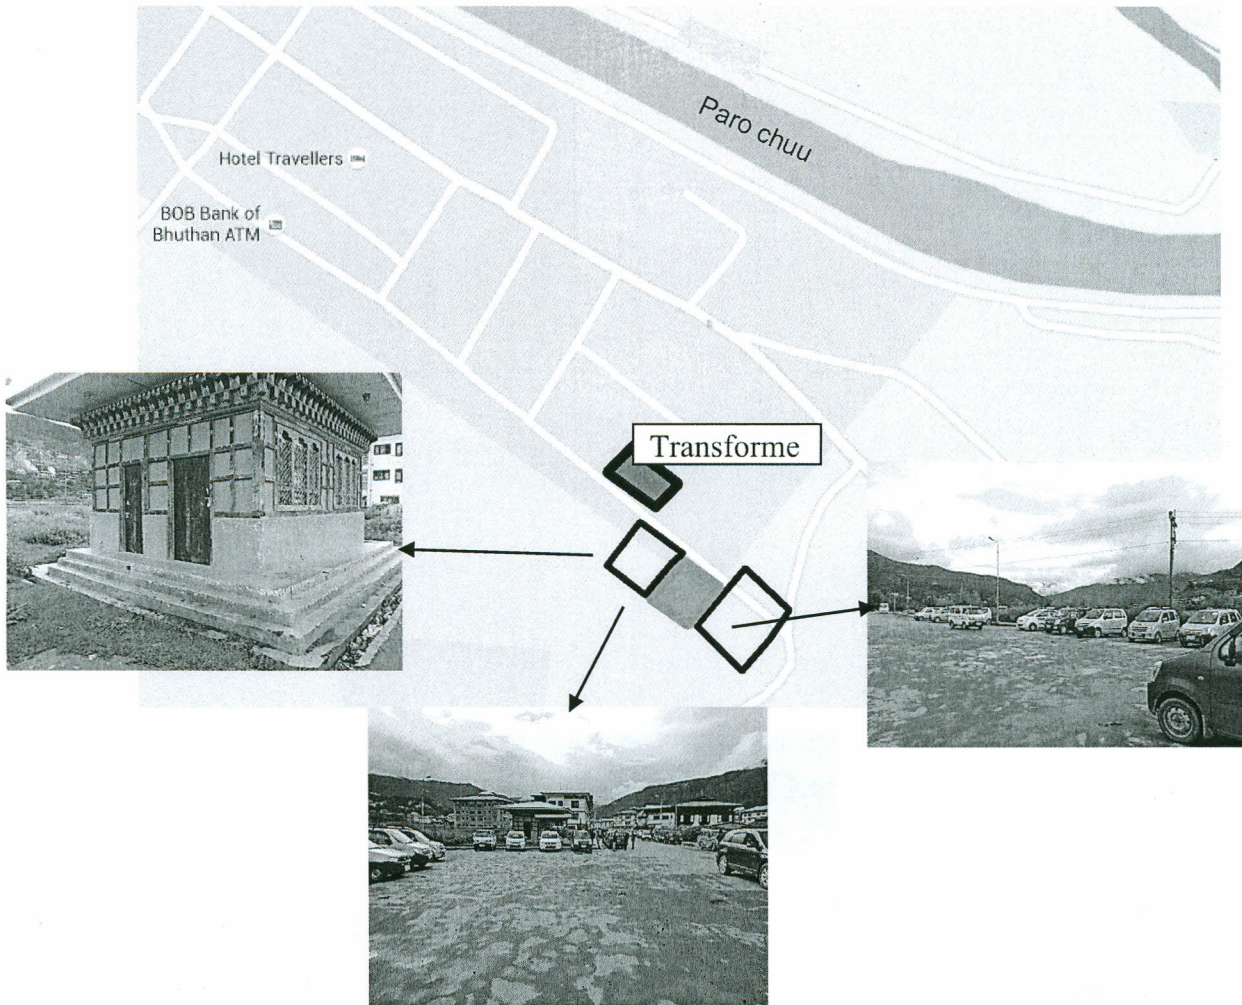 Paro chuu
Hotel Travellers
BOB Bank of
Bhuthan ATM
Transforme